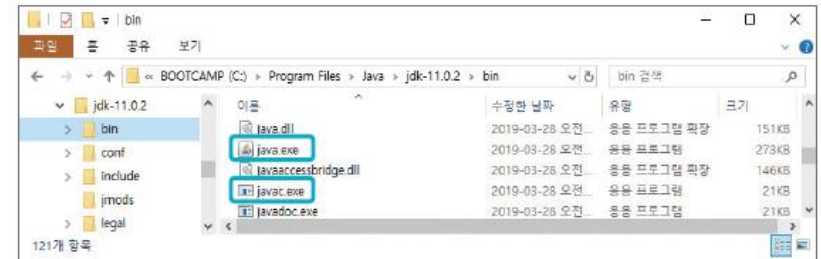 bin
파일 홈 공유 보기
« BOOTCAMP (C:) > Program Files > Java > jdk-11.0.2 > bin
bin 검색
jdk-11.0.2
bin
conf
include
jmods
legal
이름 수정한 날짜 유형 크기
java.dll 2019-03-28 오전... 응용 프로그램 확장 151KB
java.exe 2019-03-28 오전... 응용 프로그램 273KB
javaaccessbridge.dll 2019-03-28 오전... 응용 프로그램 확장 146KB
javac.exe 2019-03-28 오전... 응용 프로그램 21KB
javadoc.exe 2019-03-28 오전... 응용 프로그램 21KB
121개 항목